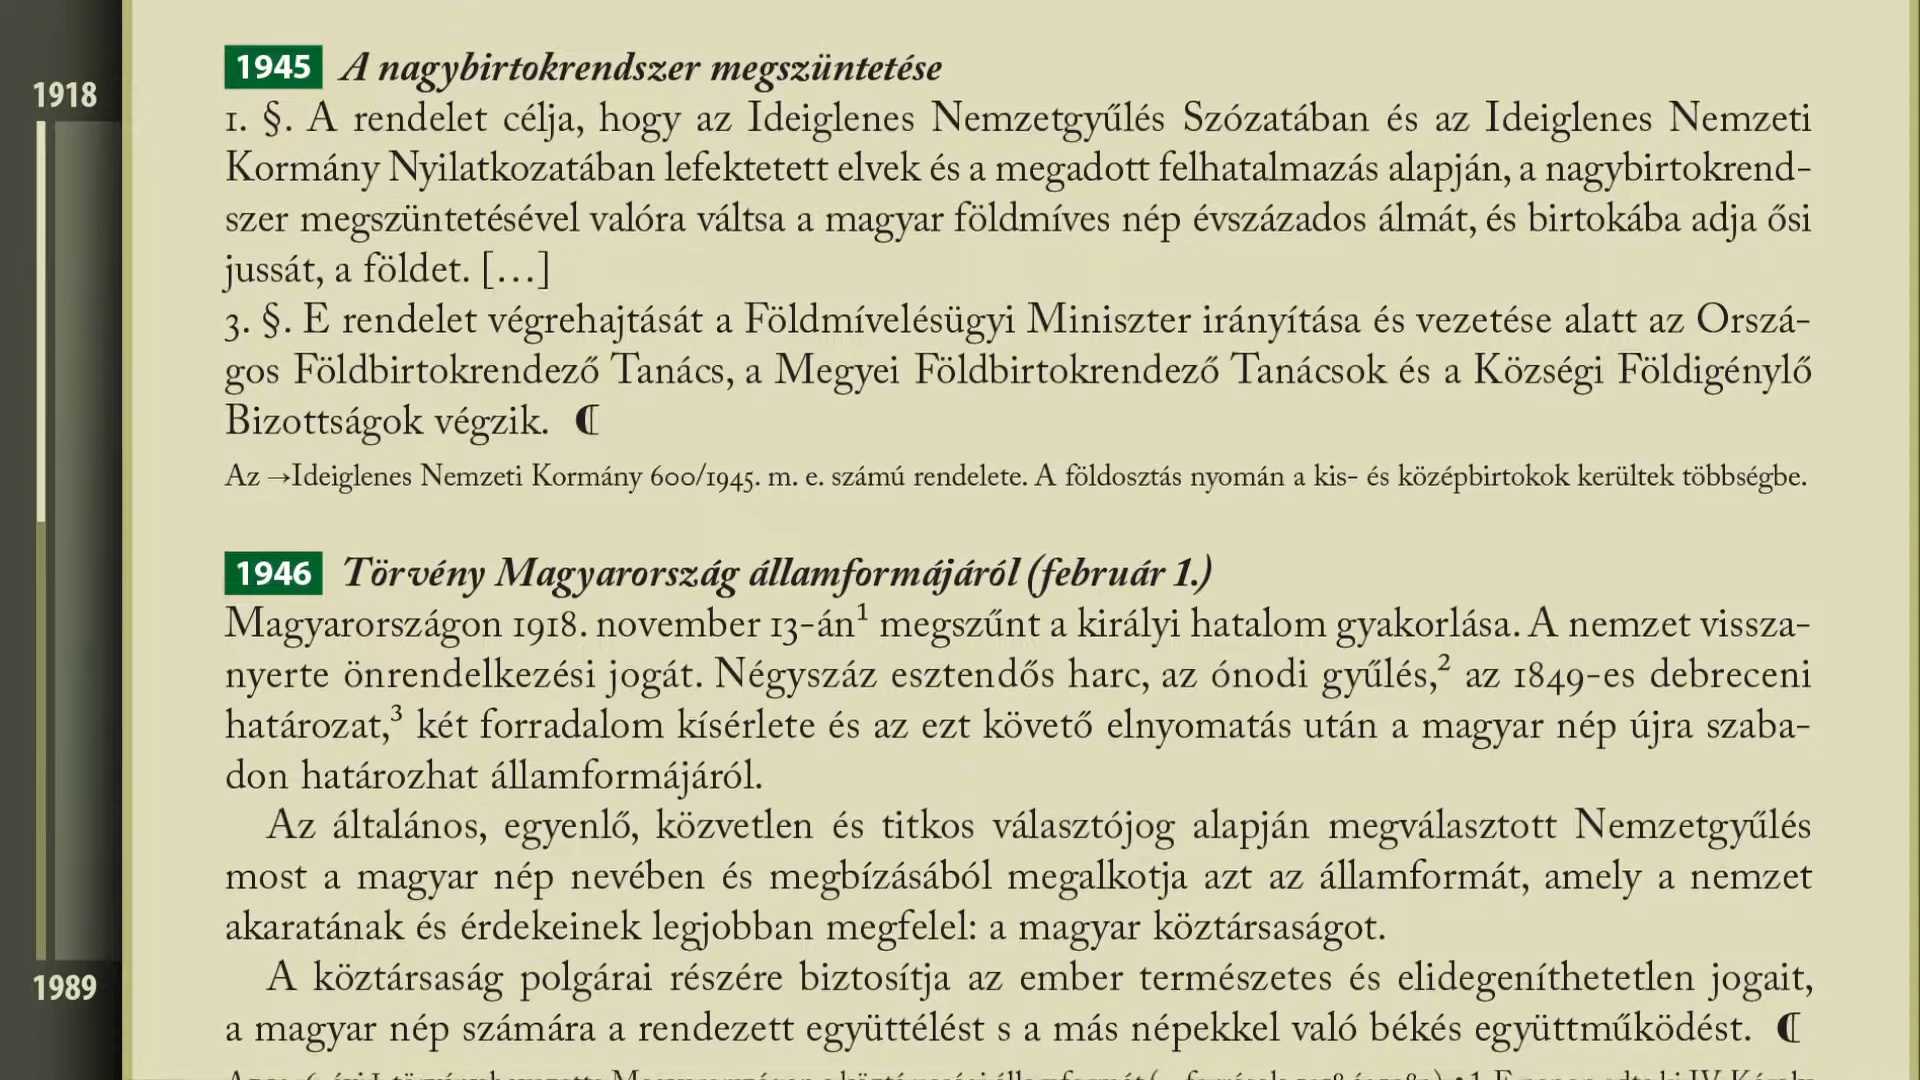 1918
1989
1945 A nagybirtokrendszer megszüntetése
1. §. A rendelet célja, hogy az Ideiglenes Nemzetgyűlés Szózatában és az Ideiglenes Nemzeti
Kormány Nyilatkozatában lefektetett elvek és a megadott felhatalmazás alapján, a nagybirtokrend-
szer megszüntetésével valóra váltsa a magyar földmíves nép évszázados álmát, és birtokába adja ősi
jussát, a földet. [...]
3. §. E rendelet végrehajtását a Földmívelésügyi Miniszter irányítása és vezetése alatt az Orszá-
gos Földbirtokrendező Tanács, a Megyei Földbirtokrendező Tanácsok és a Községi Földigénylő
Bizottságok végzik. ⁋
Az →Ideiglenes Nemzeti Kormány 600/1945. m. e. számú rendelete. A földosztás nyomán a kis- és középbirtokok kerültek többségbe.
1946 Törvény Magyarország államformájáról (február 1.)
Magyarországon 1918. november 13-án¹ megszűnt a királyi hatalom gyakorlása. A nemzet vissza-
nyerte önrendelkezési jogát. Négyszáz esztendős harc, az ónodi gyűlés,² az 1849-es debreceni
határozat,³ két forradalom kísérlete és az ezt követő elnyomatás után a magyar nép újra szaba-
don határozhat államformájáról.
Az általános, egyenlő, közvetlen és titkos választójog alapján megválasztott Nemzetgyűlés
most a magyar nép nevében és megbízásából megalkotja azt az államformát, amely a nemzet
akaratának és érdekeinek legjobban megfelel: a magyar köztársaságot.
A köztársaság polgárai részére biztosítja az ember természetes és elidegeníthetetlen jogait,
a magyar nép számára a rendezett együttélést s a más népekkel való békés együttműködést. ⁋